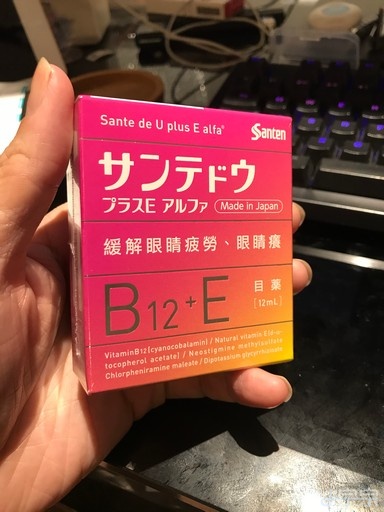 Sante de U plus E alfa®
Santen
サンテドウ
プラスE アルファ
Made in Japan
緩解眼睛疲勞、眼睛癢
B12+E
目薬
[12mL]
VitaminB12(cyanocobalamin) / Natural vitamin E(d-α-
tocopherol acetate) / Neostigmine methylsulfate
Chlorpheniramine maleate / Dipotassium glycyrrhizinate